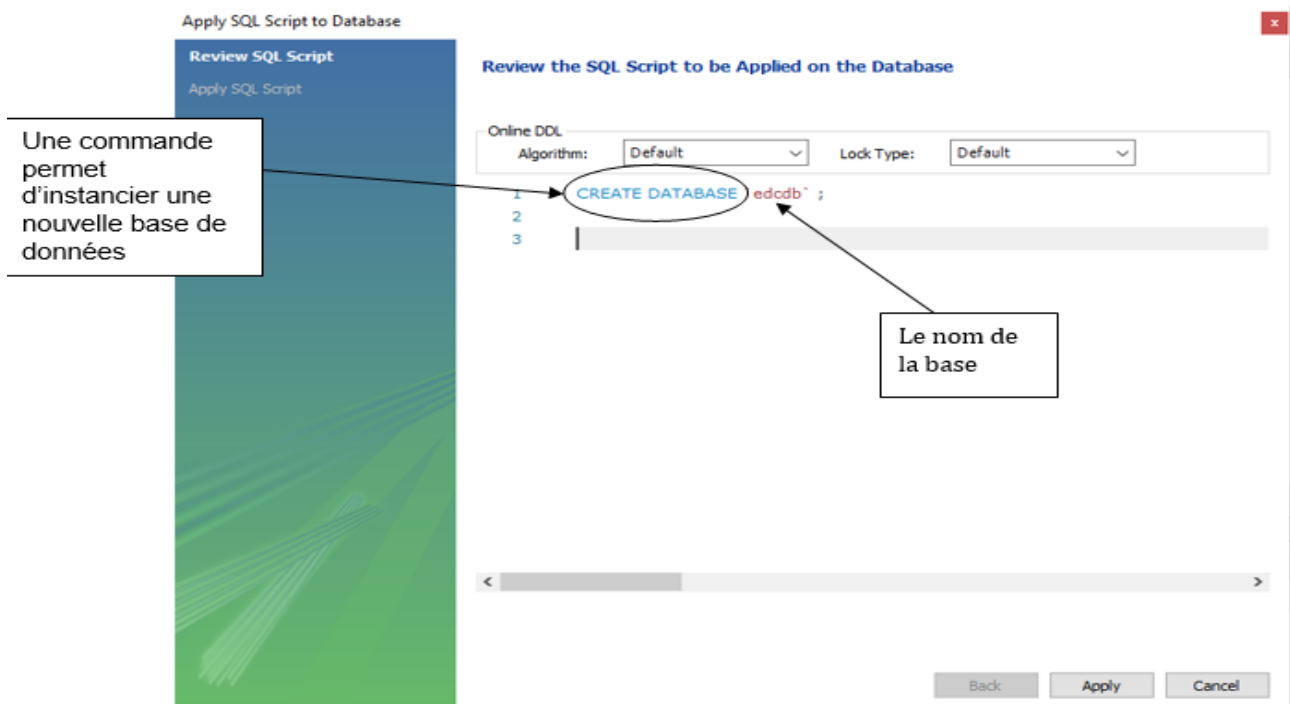 Apply SQL Script to Database
x
Review SQL Script
Apply SQL Script
Review the SQL Script to be Applied on the Database
Online DDL
Algorithm: Default Lock Type: Default
1 CREATE DATABASE edcdb` ;
2
3
Une commande
permet
d'instancier une
nouvelle base de
données
Le nom de
la base
Back Apply Cancel